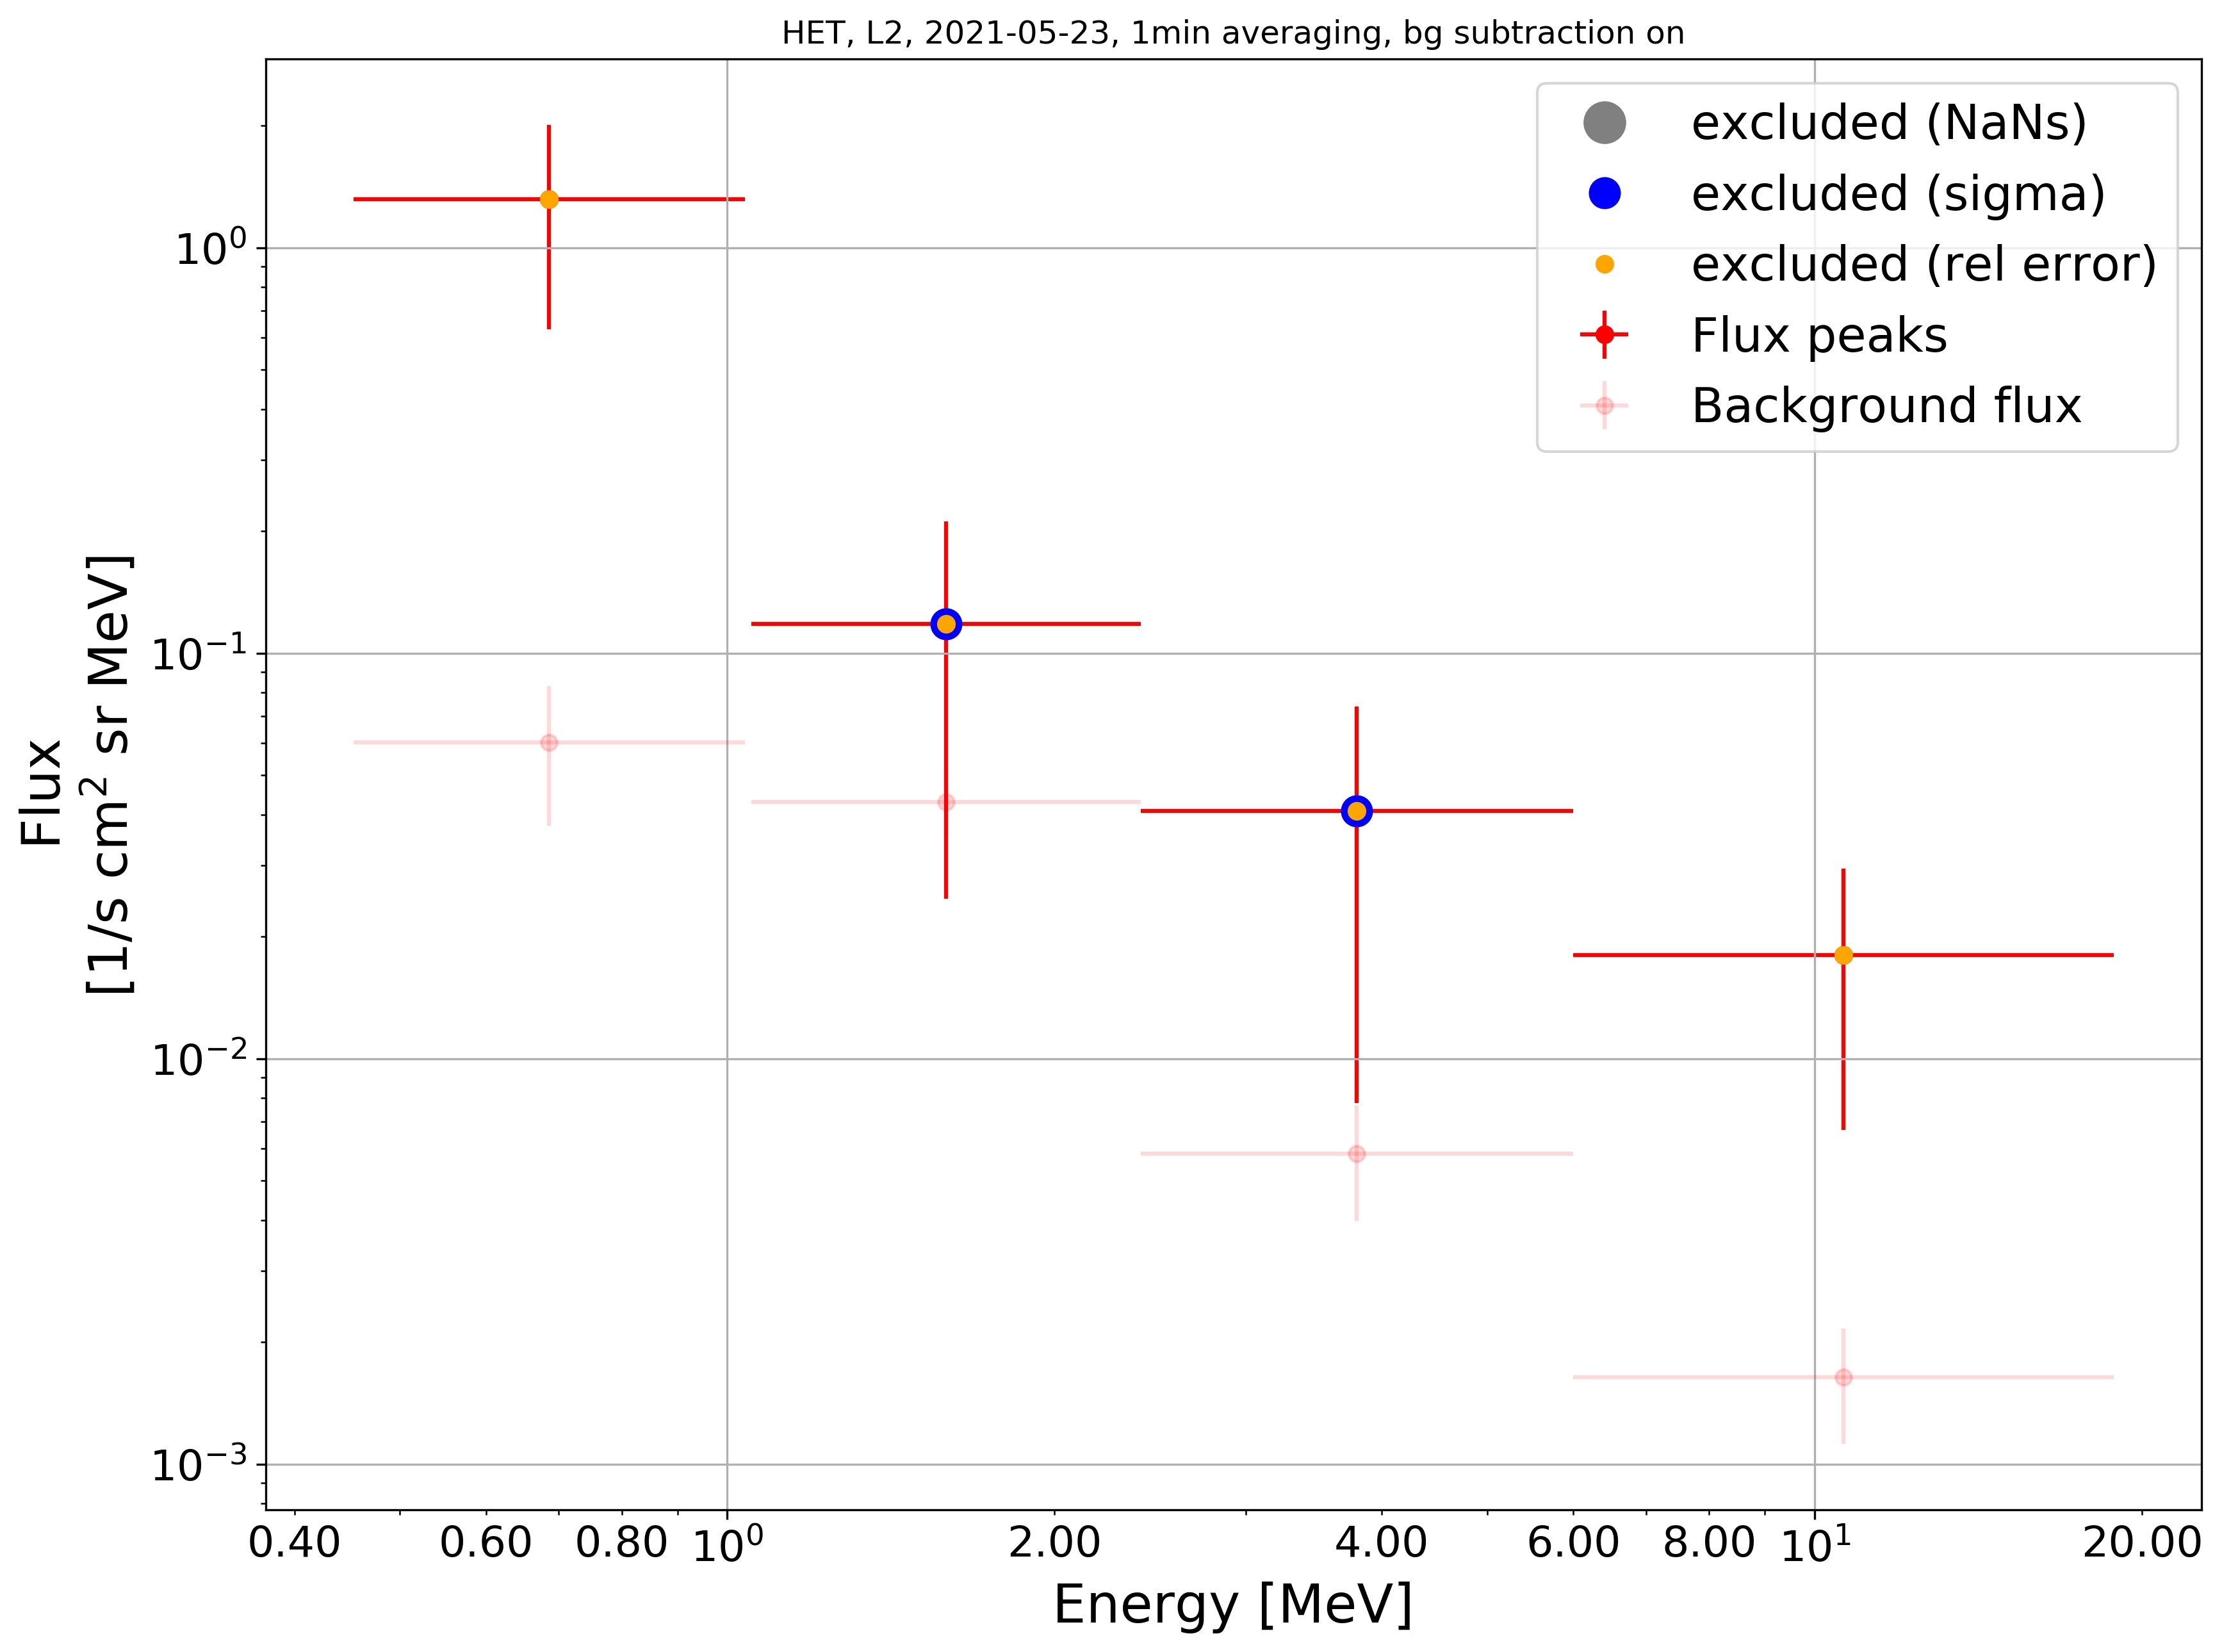 HET, L2, 2021-05-23, 1min averaging, bg subtraction on
excluded (NaNs)
excluded (sigma)
excluded (rel error)
Flux peaks
Background flux
Flux
[1/s cm² sr MeV]
10⁰
10⁻¹
10⁻²
10⁻³
0.40 0.60 0.80 10⁰ 2.00 4.00 6.00 8.00 10¹ 20.00
Energy [MeV]